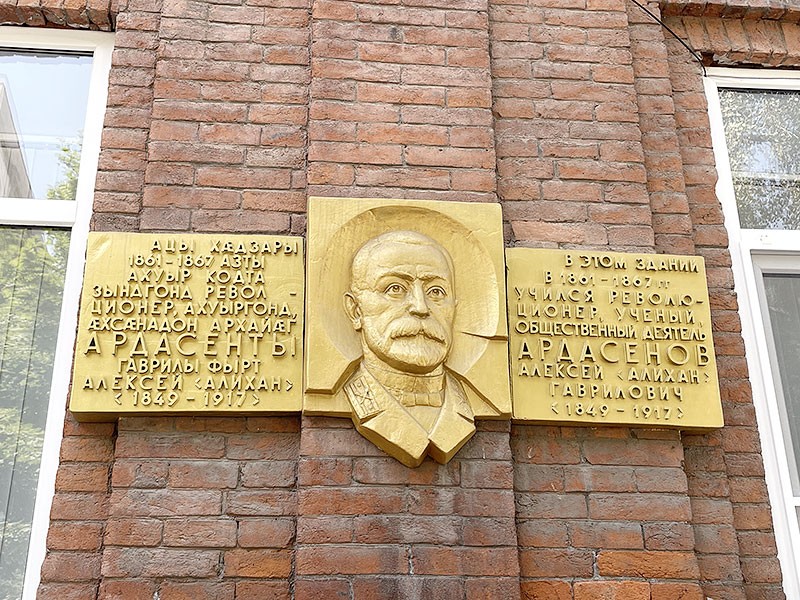 АЦЫ ХӔДЗАРЫ
1861-1867 АЗТЫ
АХУЫР КОДТА
ЗЫНДГОНД РЕВОЛ-
ЦИОНЕР, АХУЫРГОНД,
ӔХСӔНАДОН АРХАЙӔГ
АРДАСЕНТЫ
ГАВРИЛЫ ФЫРТ
АЛЕКСЕЙ <АЛИХАН>
<1849-1917>
В ЭТОМ ЗДАНИИ
В 1861-1867 гг
УЧИЛСЯ РЕВОЛЮ-
ЦИОНЕР, УЧЕНЫЙ,
ОБЩЕСТВЕННЫЙ ДЕЯТЕЛЬ
АРДАСЕНОВ
АЛЕКСЕЙ <АЛИХАН>
ГАВРИЛОВИЧ
<1849-1917>